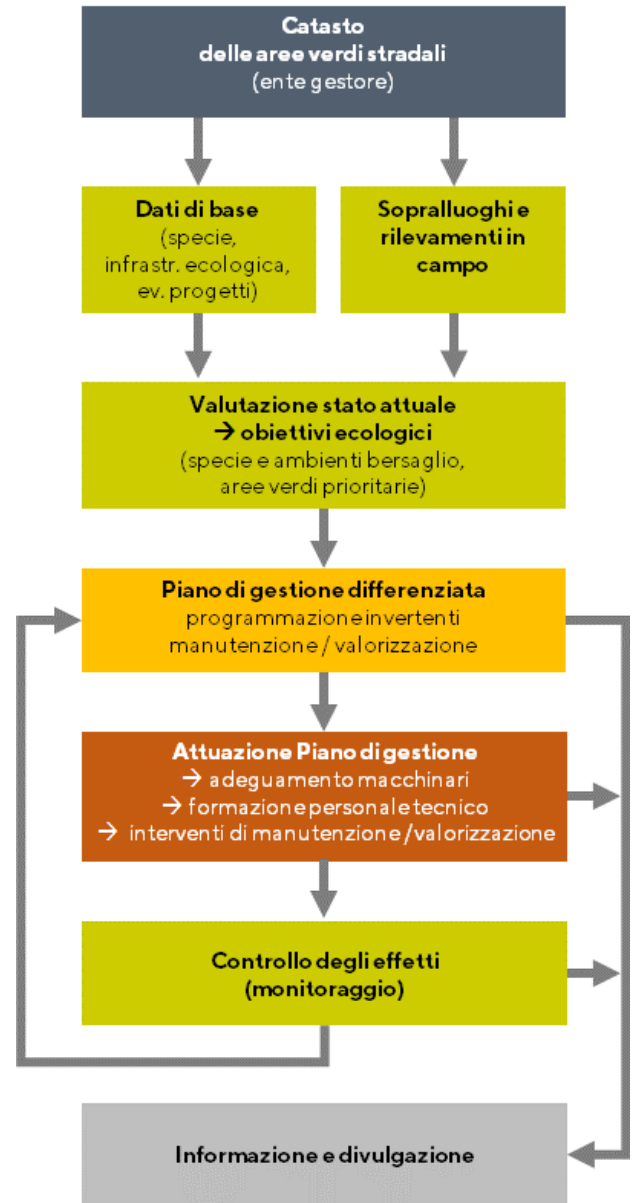 Catasto
delle aree verdi stradali
(ente gestore)
Dati di base
(specie,
infrastr. ecologica,
ev. progetti)
Sopralluoghi e
rilevamenti in
campo
Valutazione stato attuale
→ obiettivi ecologici
(specie e ambienti bersaglio,
aree verdi prioritarie)
Piano di gestione differenziata
programmazione invertenti
manutenzione / valorizzazione
Attuazione Piano di gestione
→ adeguamento macchinari
→ formazione personale tecnico
→ interventi di manutenzione /valorizzazione
Controllo degli effetti
(monitoraggio)
Informazione e divulgazione